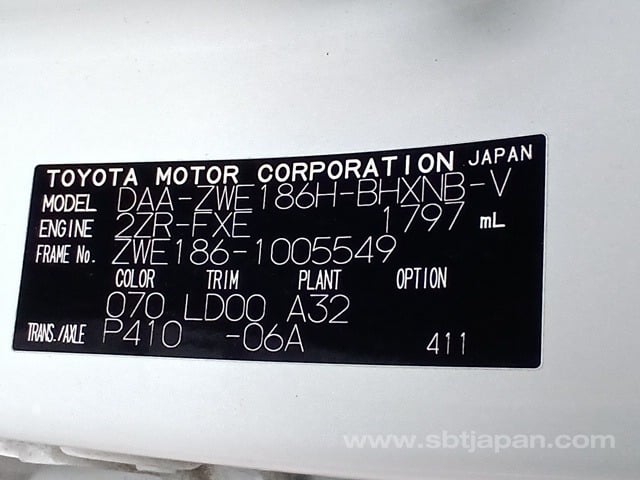 TOYOTA MOTOR CORPORATION JAPAN
MODEL DAA-ZWE186H-BHXNB-V
ENGINE 2ZR-FXE 1797 mL
FRAME No. ZWE186-1005549
COLOR TRIM PLANT OPTION
070 LD00 A32
TRANS./AXLE P410 -06A 411
www.sbtjapan.com